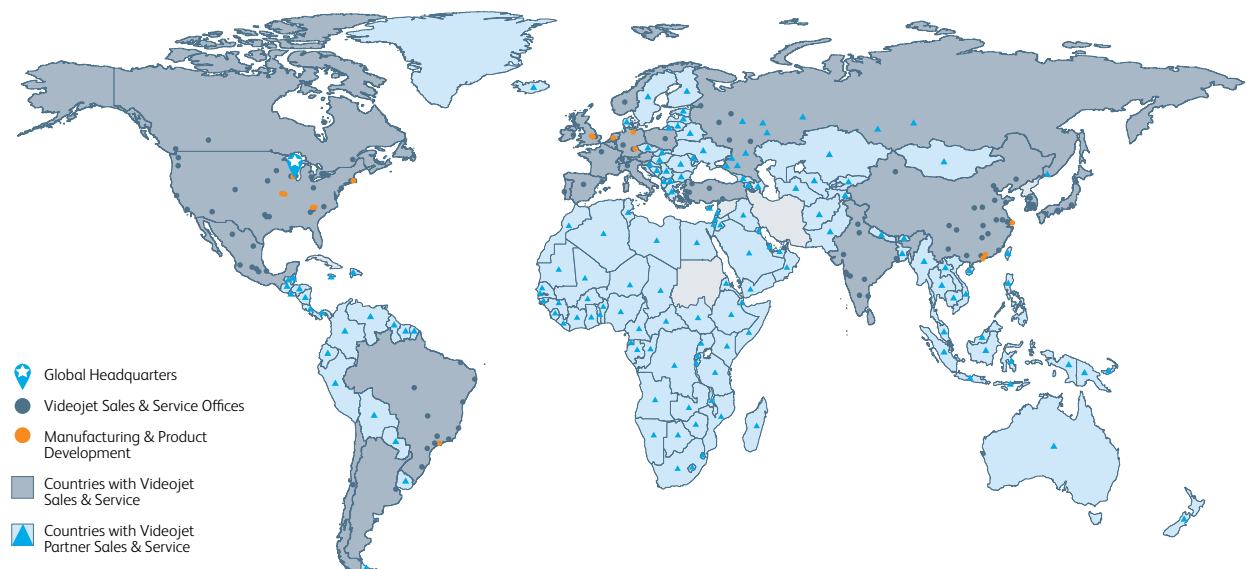 Global Headquarters
Videojet Sales & Service Offices
Manufacturing & Product
Development
Countries with Videojet
Sales & Service
Countries with Videojet
Partner Sales & Service